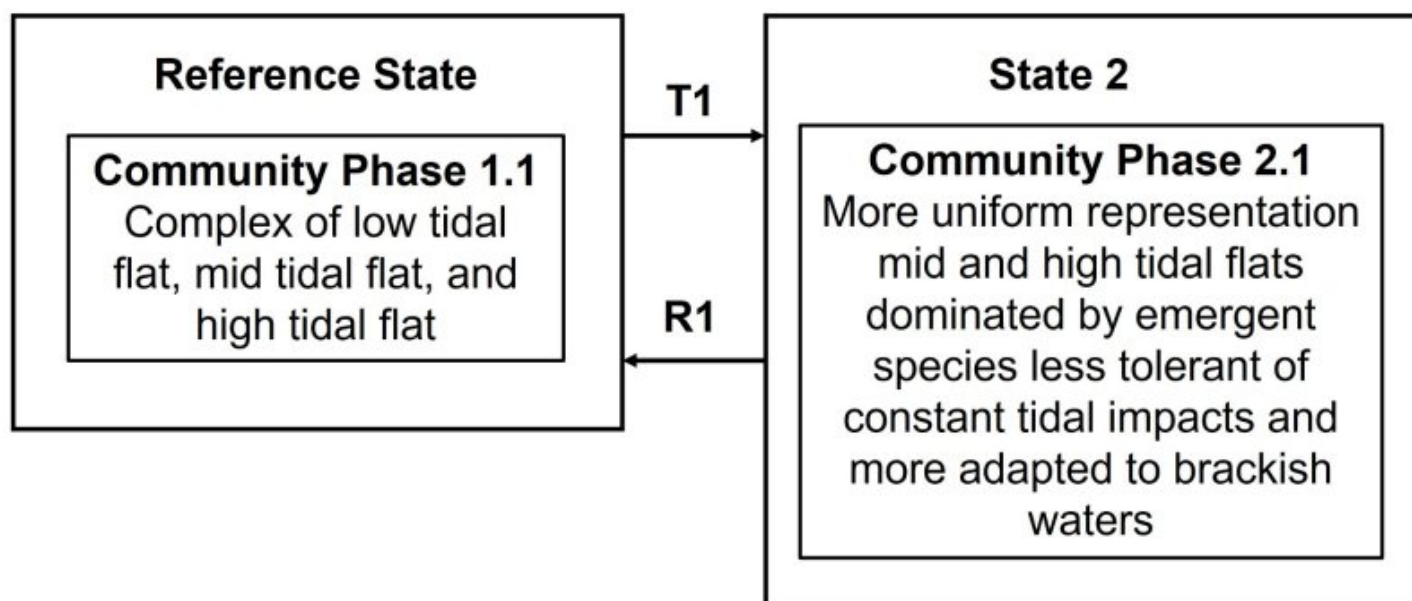 Reference State
Community Phase 1.1
Complex of low tidal
flat, mid tidal flat, and
high tidal flat
T1
R1
State 2
Community Phase 2.1
More uniform representation
mid and high tidal flats
dominated by emergent
species less tolerant of
constant tidal impacts and
more adapted to brackish
waters